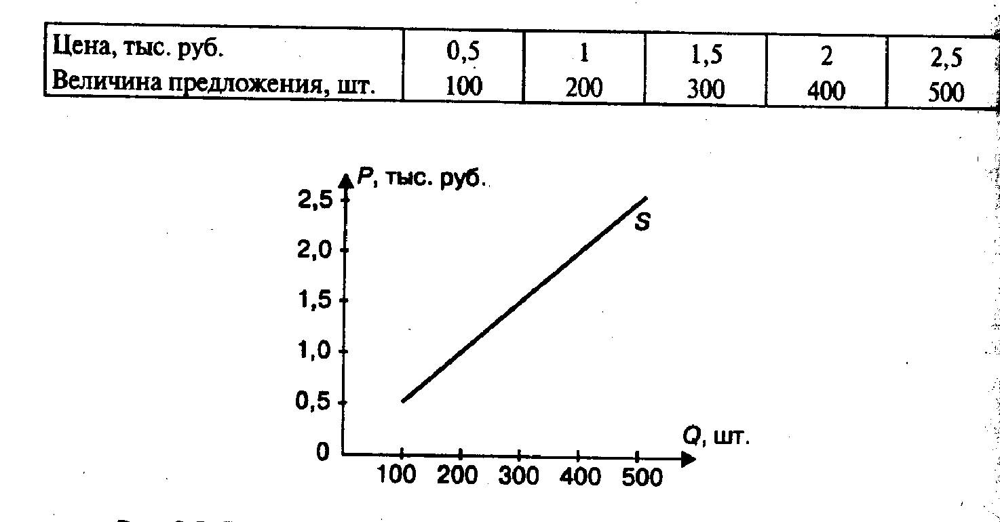 Цена, тыс. руб. 0,5 1 1,5 2 2,5
Величина предложения, шт. 100 200 300 400 500
P, тыс. руб.
2,5
S
2,0
1,5
1,0
0,5
Q, шт.
0
100 200 300 400 500